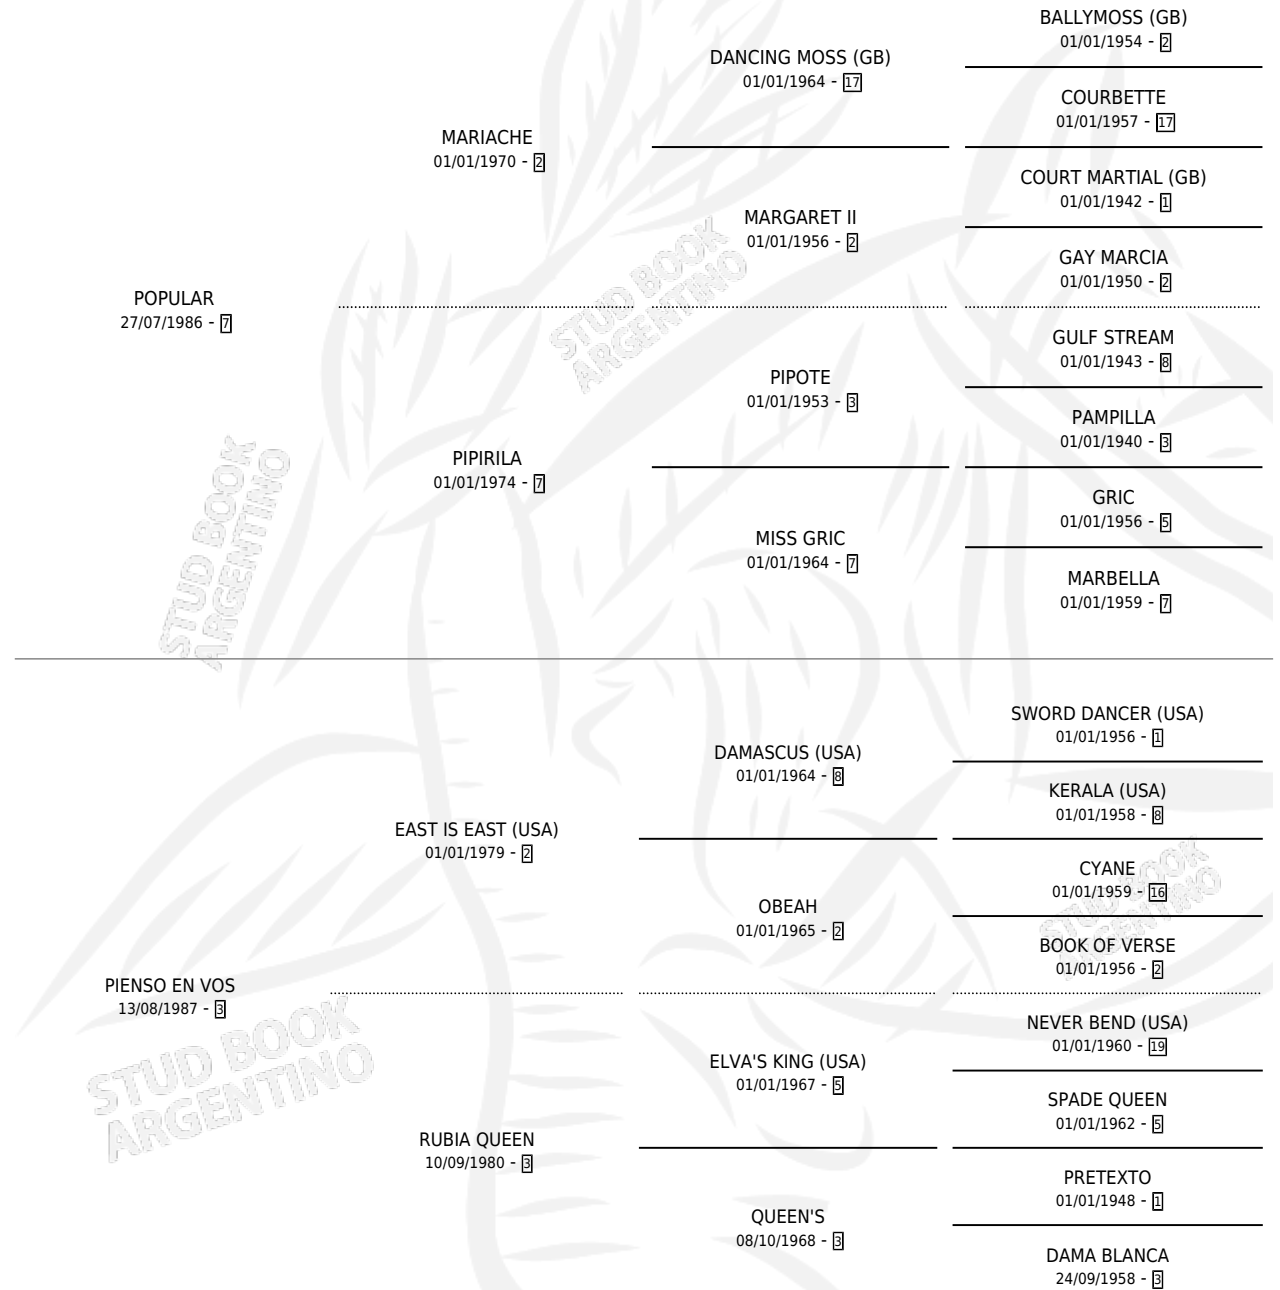 BALLYMOSS (GB)
01/01/1954 - 2
DANCING MOSS (GB)
01/01/1964 - 17
COURBETTE
01/01/1957 - 17
MARIACHE
01/01/1970 - 2
COURT MARTIAL (GB)
01/01/1942 - 1
MARGARET II
01/01/1956 - 2
GAY MARCIA
01/01/1950 - 2
POPULAR
27/07/1986 - 7
GULF STREAM
01/01/1943 - 8
PIPOTE
01/01/1953 - 3
PAMPILLA
01/01/1940 - 3
PIPIRILA
01/01/1974 - 7
GRIC
01/01/1956 - 5
MISS GRIC
01/01/1964 - 7
MARBELLA
01/01/1959 - 7
SWORD DANCER (USA)
01/01/1956 - 1
DAMASCUS (USA)
01/01/1964 - 8
KERALA (USA)
01/01/1958 - 8
EAST IS EAST (USA)
01/01/1979 - 2
CYANE
01/01/1959 - 16
OBEAH
01/01/1965 - 2
BOOK OF VERSE
01/01/1956 - 2
PIENSO EN VOS
13/08/1987 - 3
NEVER BEND (USA)
01/01/1960 - 19
ELVA'S KING (USA)
01/01/1967 - 5
SPADE QUEEN
01/01/1962 - 5
RUBIA QUEEN
10/09/1980 - 3
PRETEXTO
01/01/1948 - 1
QUEEN'S
08/10/1968 - 3
DAMA BLANCA
24/09/1958 - 3
STUD BOOK
ARGENTINO
STUD BOOK
ARGENTINO
STUD BOOK
ARGENTINO
STUD BOOK
ARGENTINO